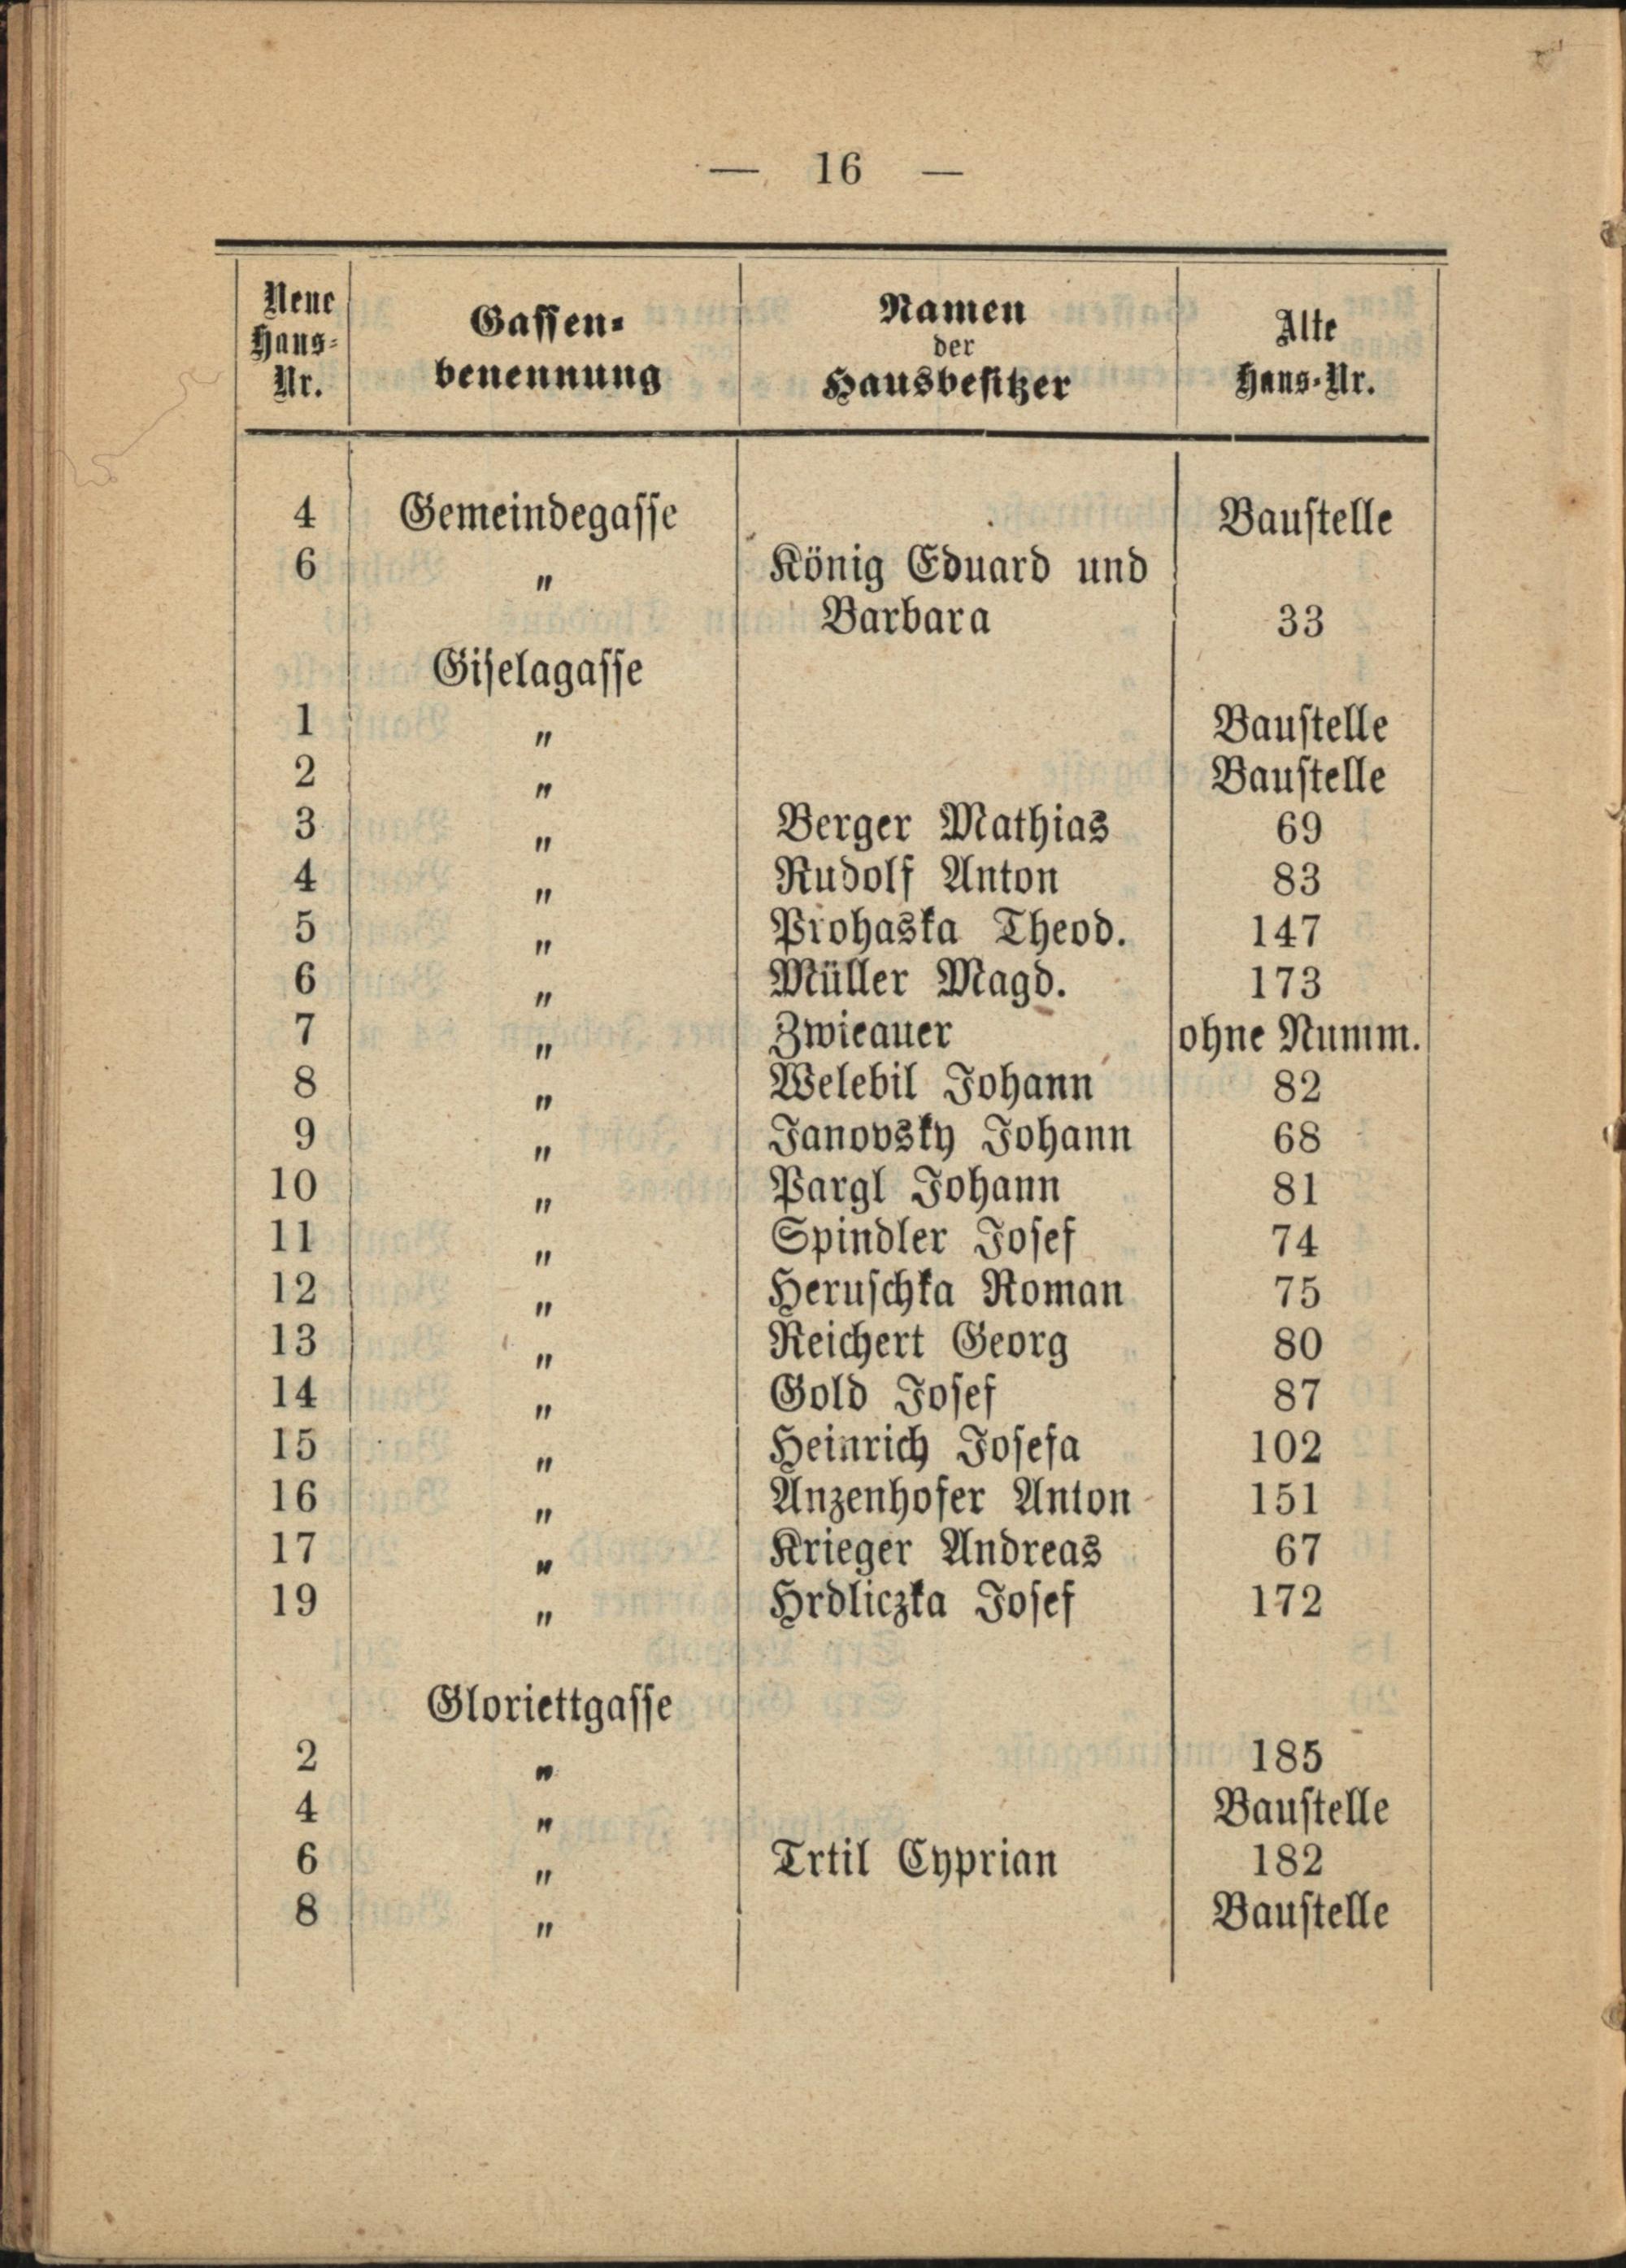 — 16 —
Neue Haus-Nr. Gassenbenennung Namen der Hausbesitzer Alte Haus-Nr.
4 Gemeindegasse Baustelle
6 " König Eduard und
Barbara 33
Giselagasse
1 " Baustelle
2 " Baustelle
3 " Berger Mathias 69
4 " Rudolf Anton 83
5 " Prohaska Theod. 147
6 " Müller Magd. 173
7 " Zwieauer ohne Numm.
8 " Welebil Johann 82
9 " Janovsky Johann 68
10 " Pargl Johann 81
11 " Spindler Josef 74
12 " Heruschka Roman 75
13 " Reichert Georg 80
14 " Gold Josef 87
15 " Heinrich Josefa 102
16 " Anzenhofer Anton 151
17 " Krieger Andreas 67
19 " Hrdliczka Josef 172
Gloriettgasse
2 " 185
4 " Baustelle
6 " Trtil Cyprian 182
8 " Baustelle